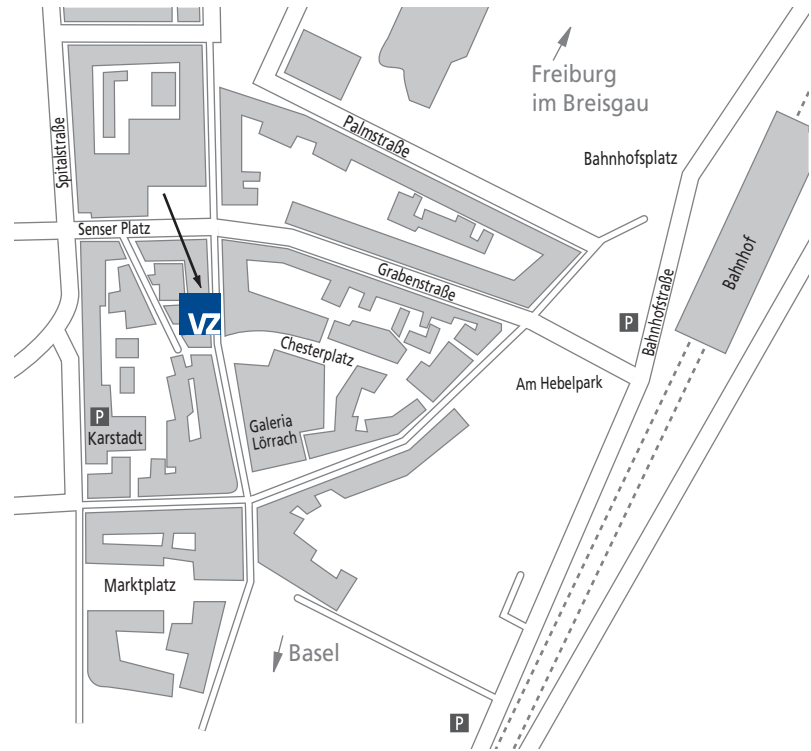 Freiburg
im Breisgau
Palmstraße
Bahnhofsplatz
Spitalstraße
Senser Platz
Bahnhof
Grabenstraße
Bahnhofstraße
VZ
P
Chesterplatz
Am Hebelpark
P
Karstadt
Galeria
Lörrach
Marktplatz
Basel
P